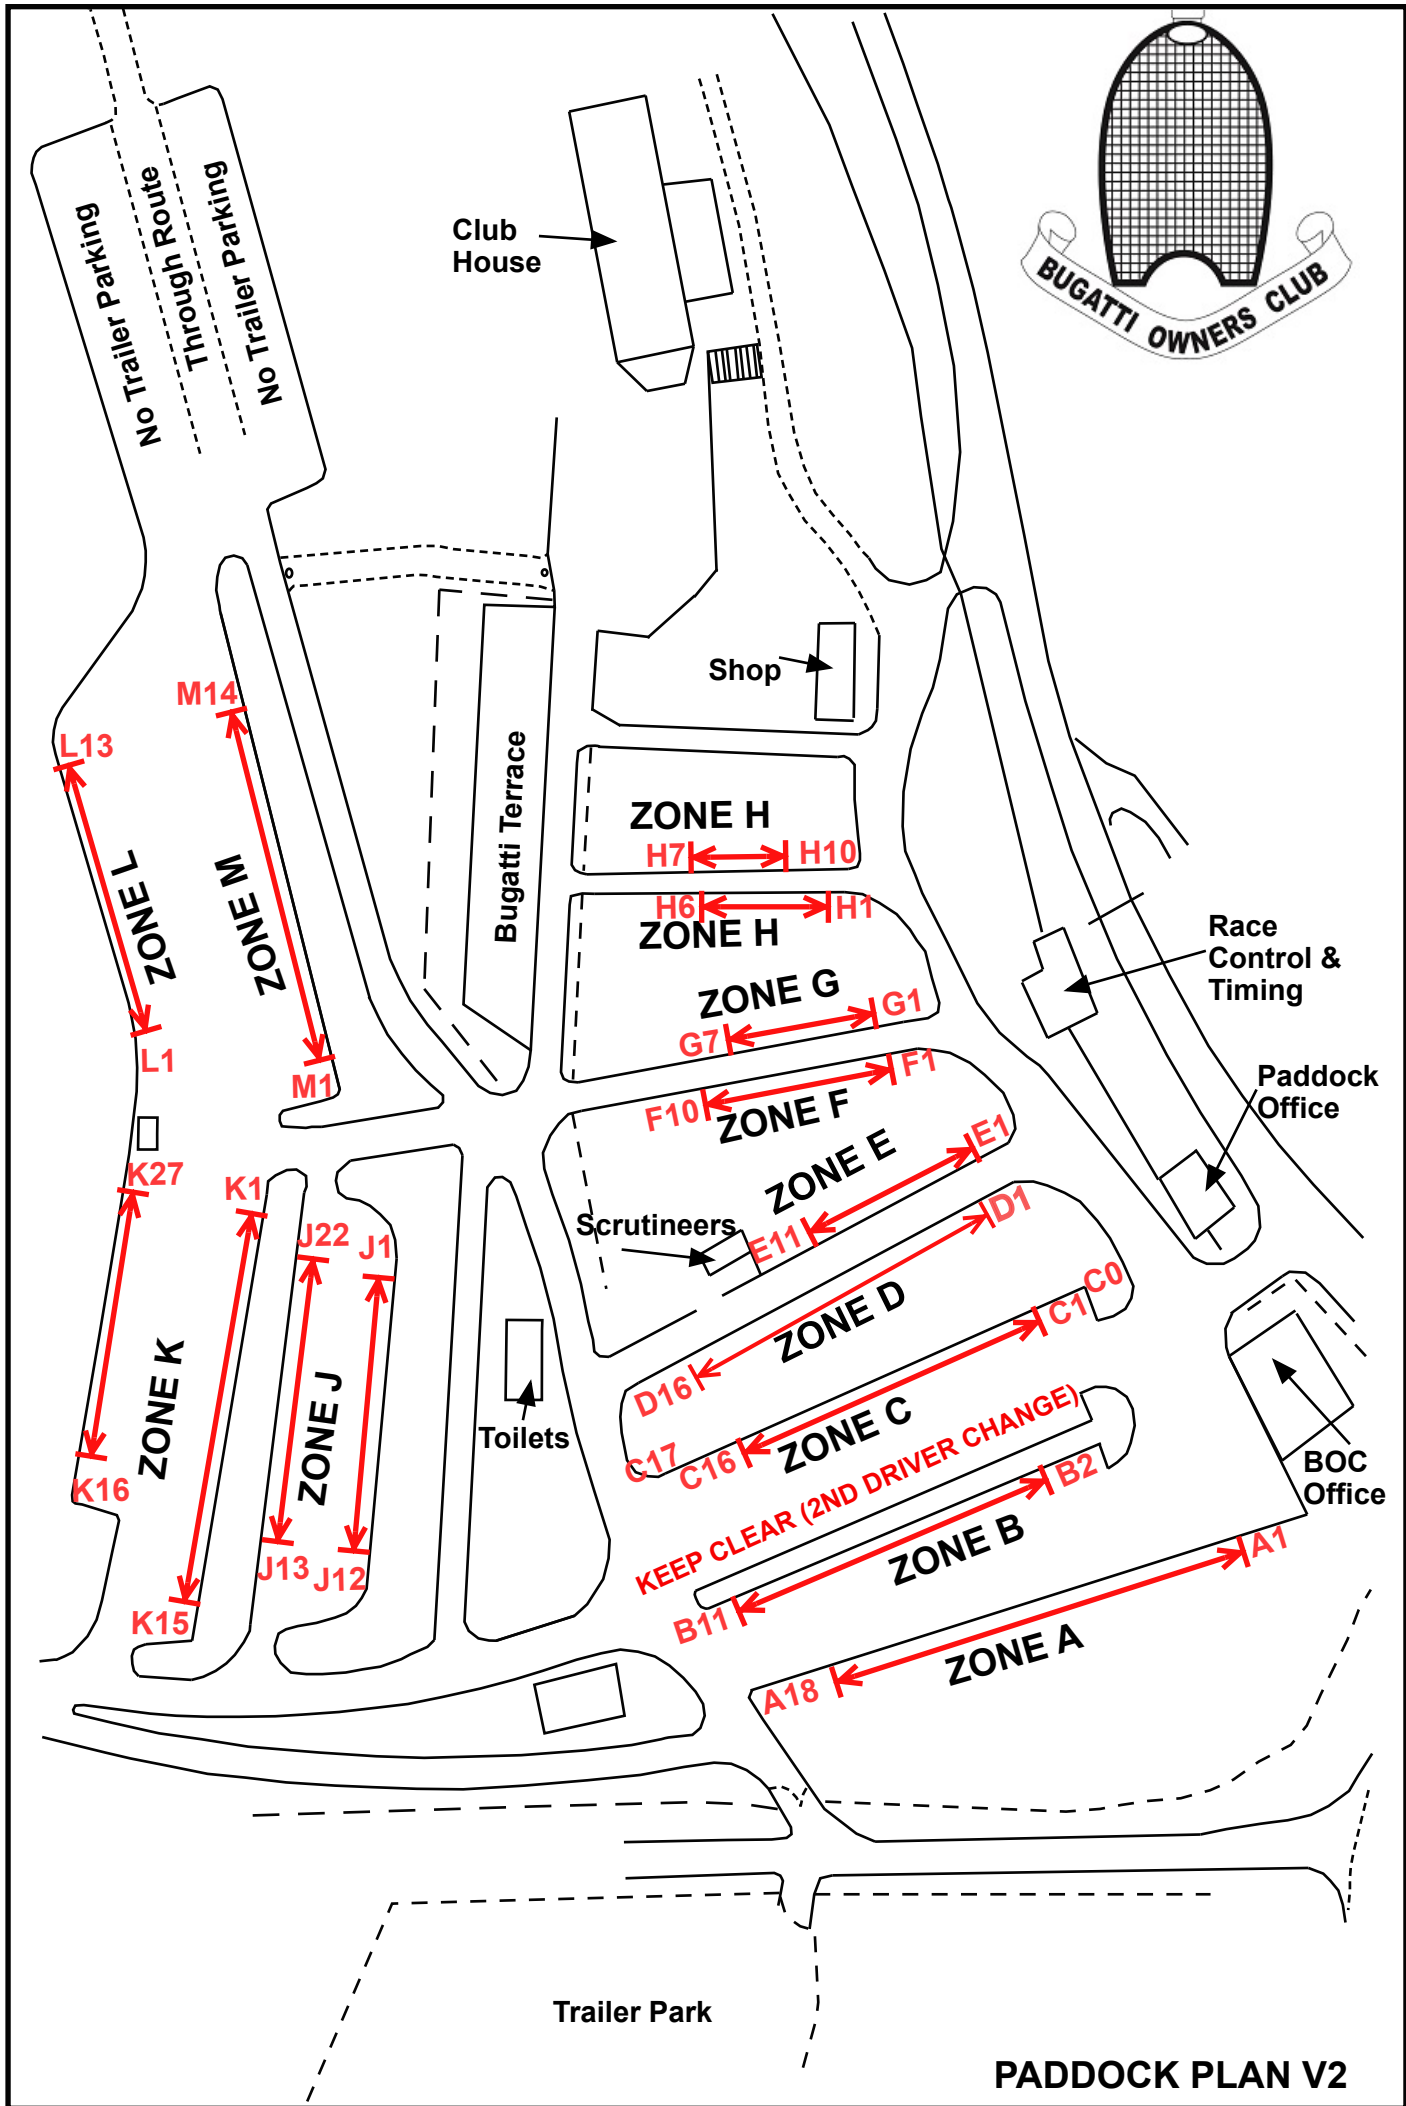 BUGATTI OWNERS CLUB
No Trailer Parking
Through Route
No Trailer Parking
Club
House
Shop
M14
L13
ZONE L
ZONE M
L1
M1
Bugatti Terrace
ZONE H
H7
H10
H6
H1
ZONE H
ZONE G
G7
G1
F10
F1
ZONE F
ZONE E
E1
E11
Scrutineers
Race
Control &
Timing
Paddock
Office
K27
K1
J22
J1
ZONE K
ZONE J
K16
K15
J13
J12
Toilets
D1
D16
ZONE D
C0
C1
C17
C16
ZONE C
KEEP CLEAR (2ND DRIVER CHANGE)
B2
B11
ZONE B
BOC
Office
A1
A18
ZONE A
Trailer Park
PADDOCK PLAN V2